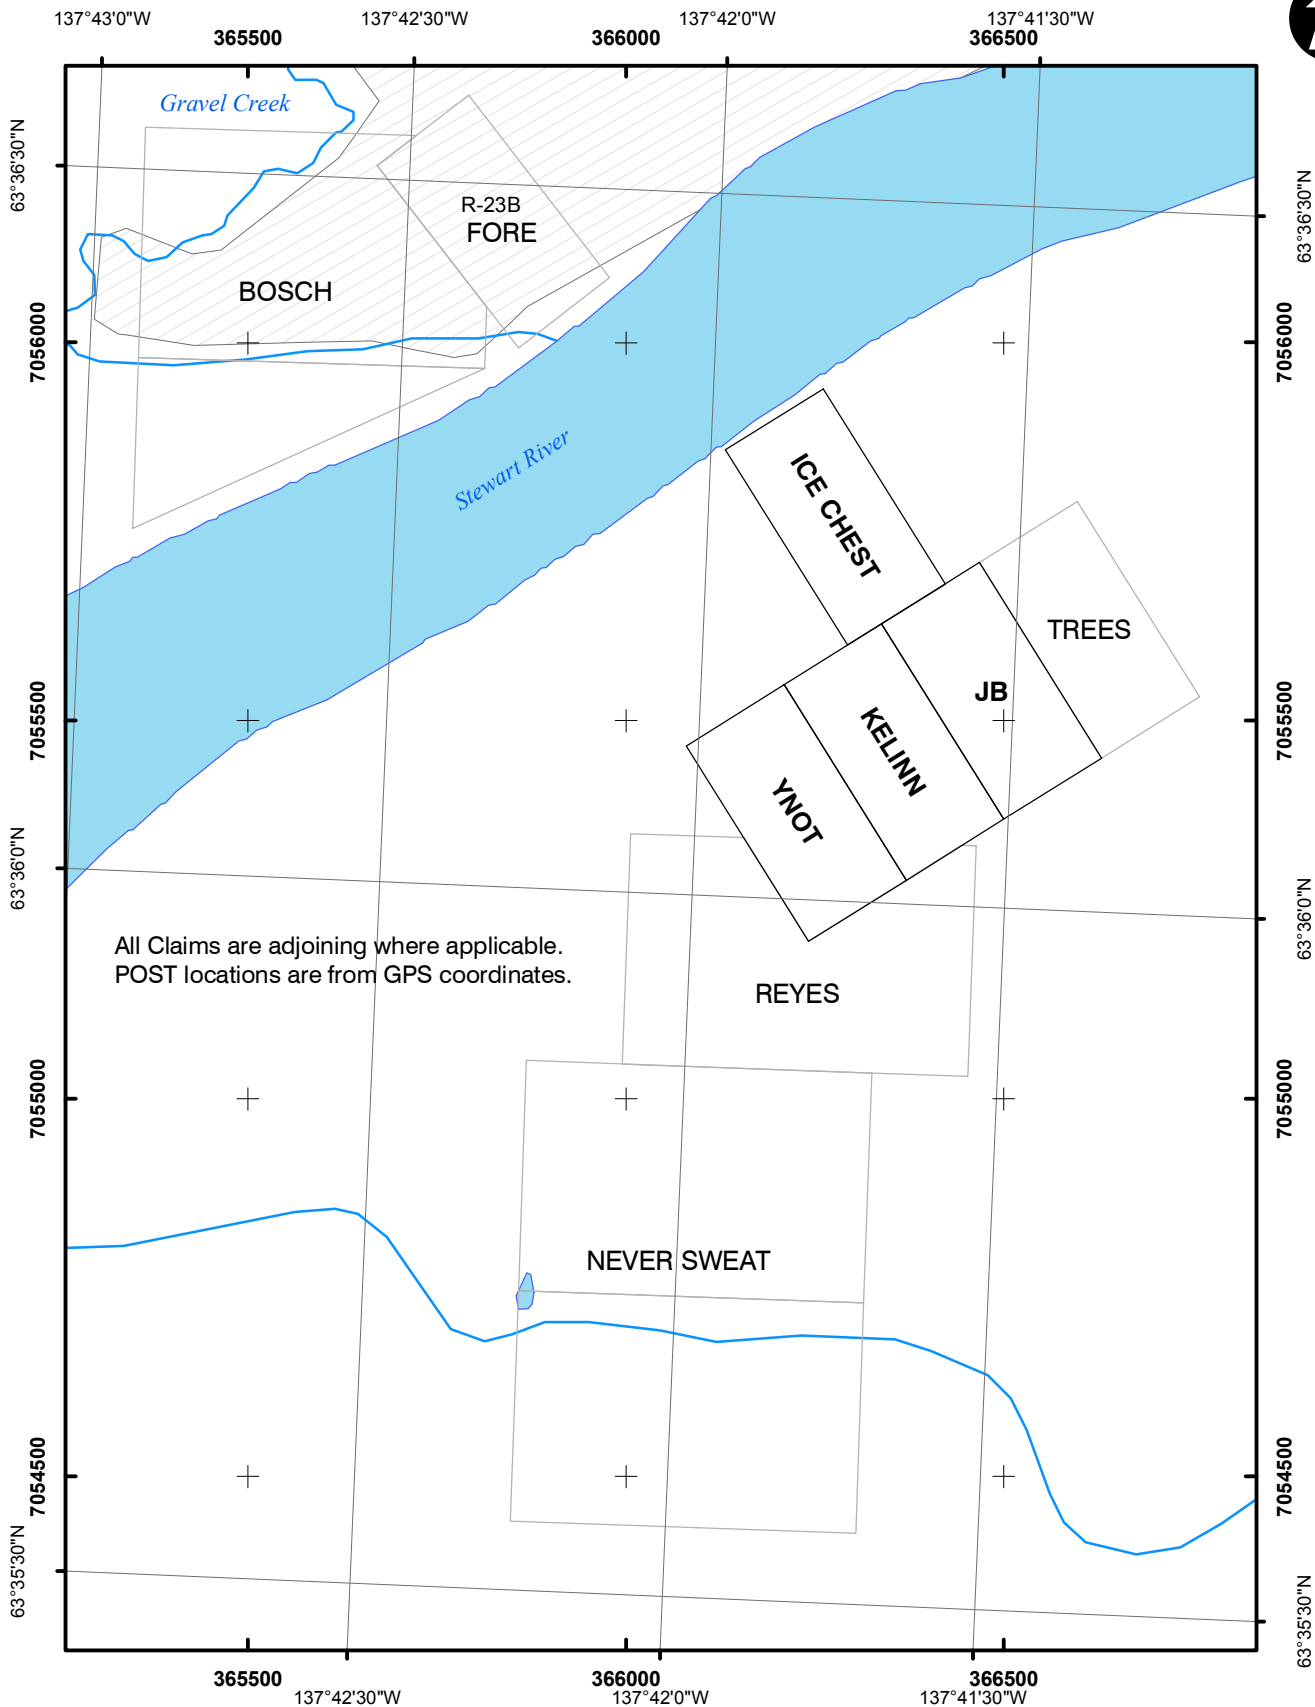 137°43'0"W 137°42'30"W 137°42'0"W 137°41'30"W
365500 366000 366500
Gravel Creek
63°36'30"N
63°36'30"N
R-23B
FORE
BOSCH
7056000
7056000
Stewart River
ICE CHEST
TREES
JB
7055500
7055500
KELINN
YNOT
63°36'0"N
63°36'0"N
All Claims are adjoining where applicable.
POST locations are from GPS coordinates.
REYES
7055000
7055000
NEVER SWEAT
7054500
7054500
63°35'30"N
63°35'30"N
365500 366000 366500
137°42'30"W 137°42'0"W 137°41'30"W